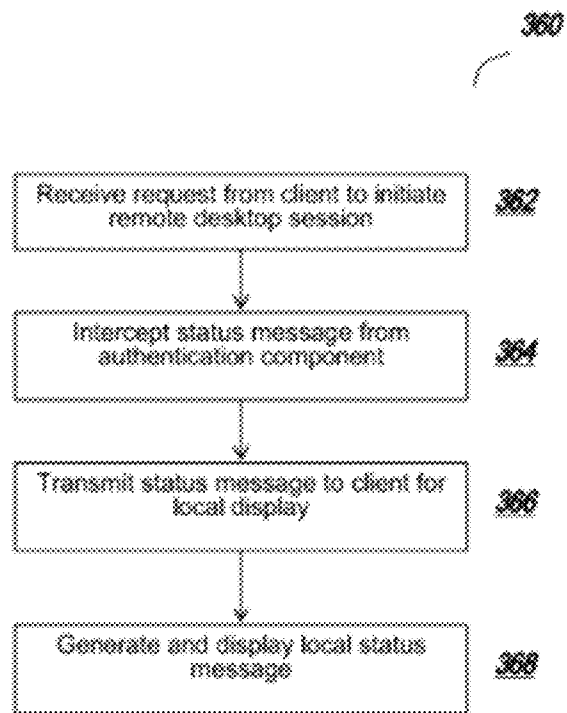 360
Receive request from client to initiate
remote desktop session
362
Intercept status message from
authentication component
364
Transmit status message to client for
local display
366
Generate and display local status
message
368